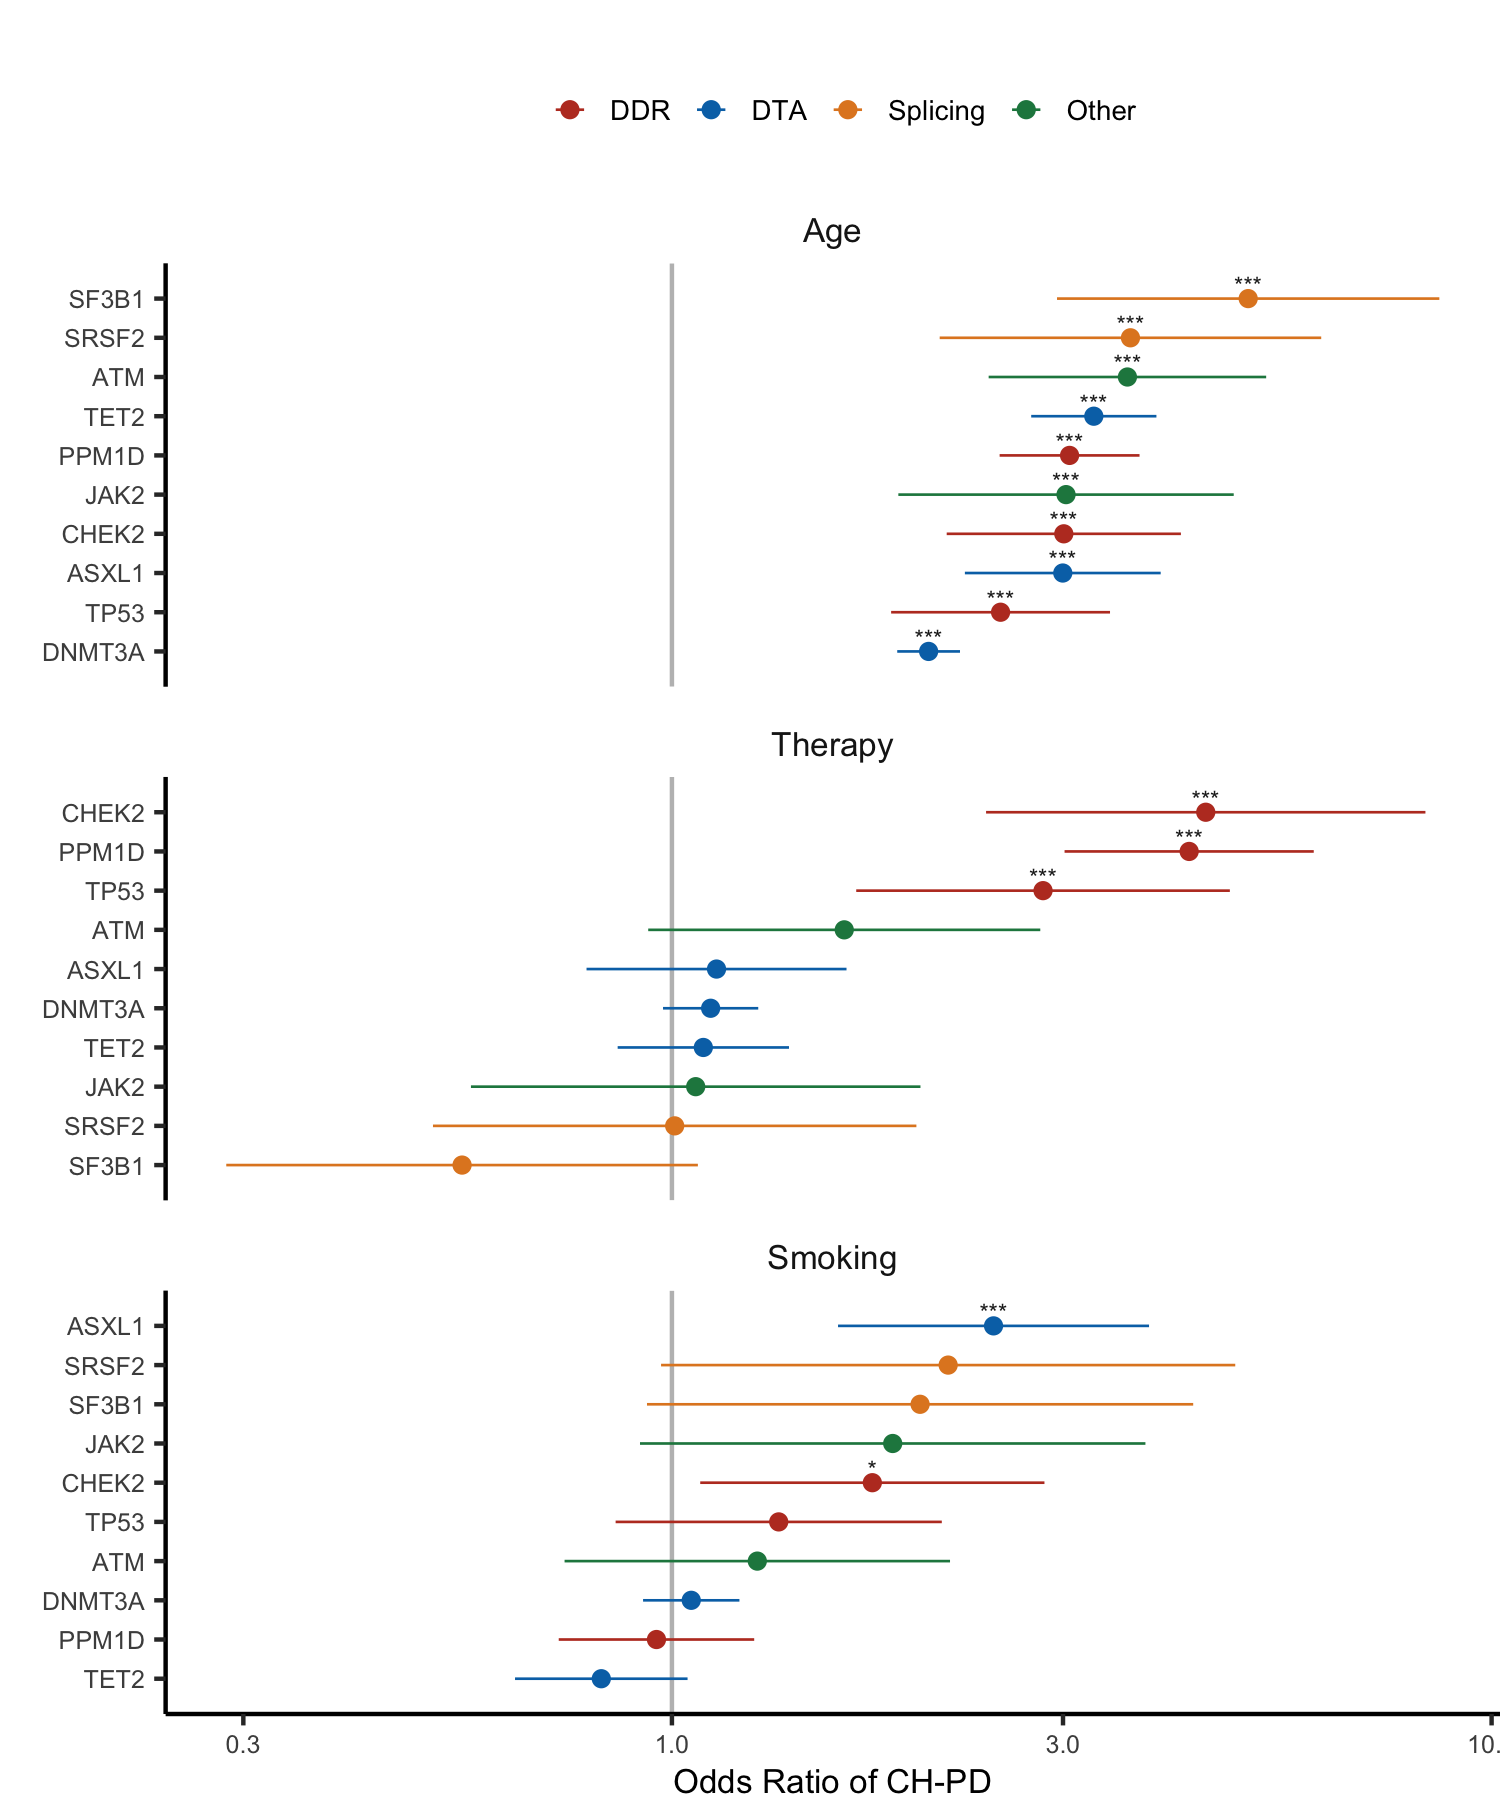 DDR DTA Splicing Other
Age
***
SF3B1
***
SRSF2
***
ATM
***
TET2
***
PPM1D
***
JAK2
***
CHEK2
***
ASXL1
***
TP53
***
DNMT3A
Therapy
***
CHEK2
***
PPM1D
***
TP53
ATM
ASXL1
DNMT3A
TET2
JAK2
SRSF2
SF3B1
Smoking
***
ASXL1
SRSF2
SF3B1
JAK2
*
CHEK2
TP53
ATM
DNMT3A
PPM1D
TET2
0.3 1.0 3.0 10.
Odds Ratio of CH-PD